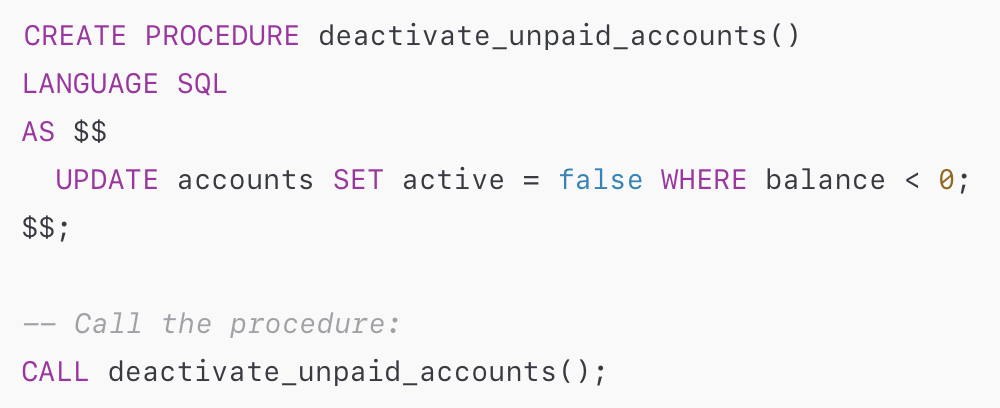 CREATE PROCEDURE deactivate_unpaid_accounts()
LANGUAGE SQL
AS $$
  UPDATE accounts SET active = false WHERE balance < 0;
$$;

-- Call the procedure:
CALL deactivate_unpaid_accounts();